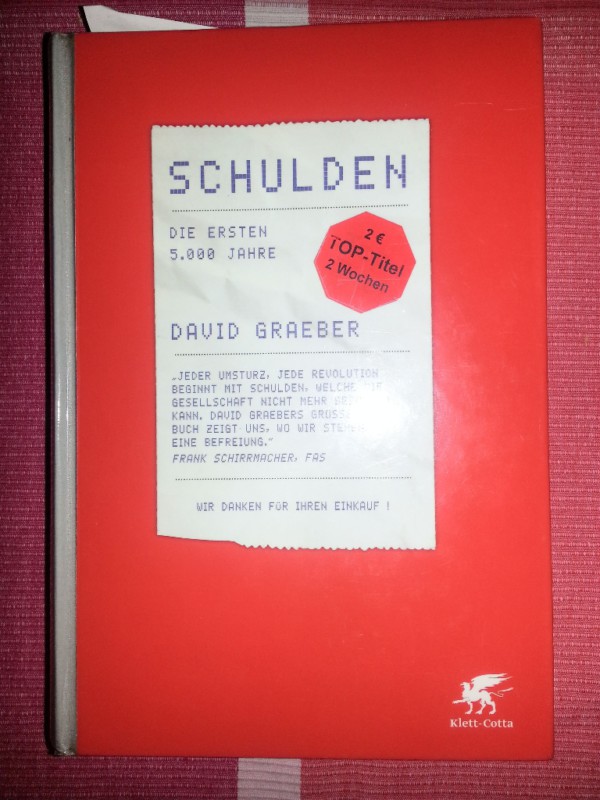 SCHULDEN
DIE ERSTEN
5.000 JAHRE
2 €
TOP-Titel
2 Wochen
DAVID GRAEBER
„JEDER UMSTURZ, JEDE REVOLUTION
BEGINNT MIT SCHULDEN, WELCHE
GESELLSCHAFT NICHT MEHR
KANN. DAVID GRAEBERS
BUCH ZEIGT UNS, WO WIR
EINE BEFREIUNG.“
FRANK SCHIRRMACHER, FAS
WIR DANKEN FÜR IHREN EINKAUF !
Klett-Cotta